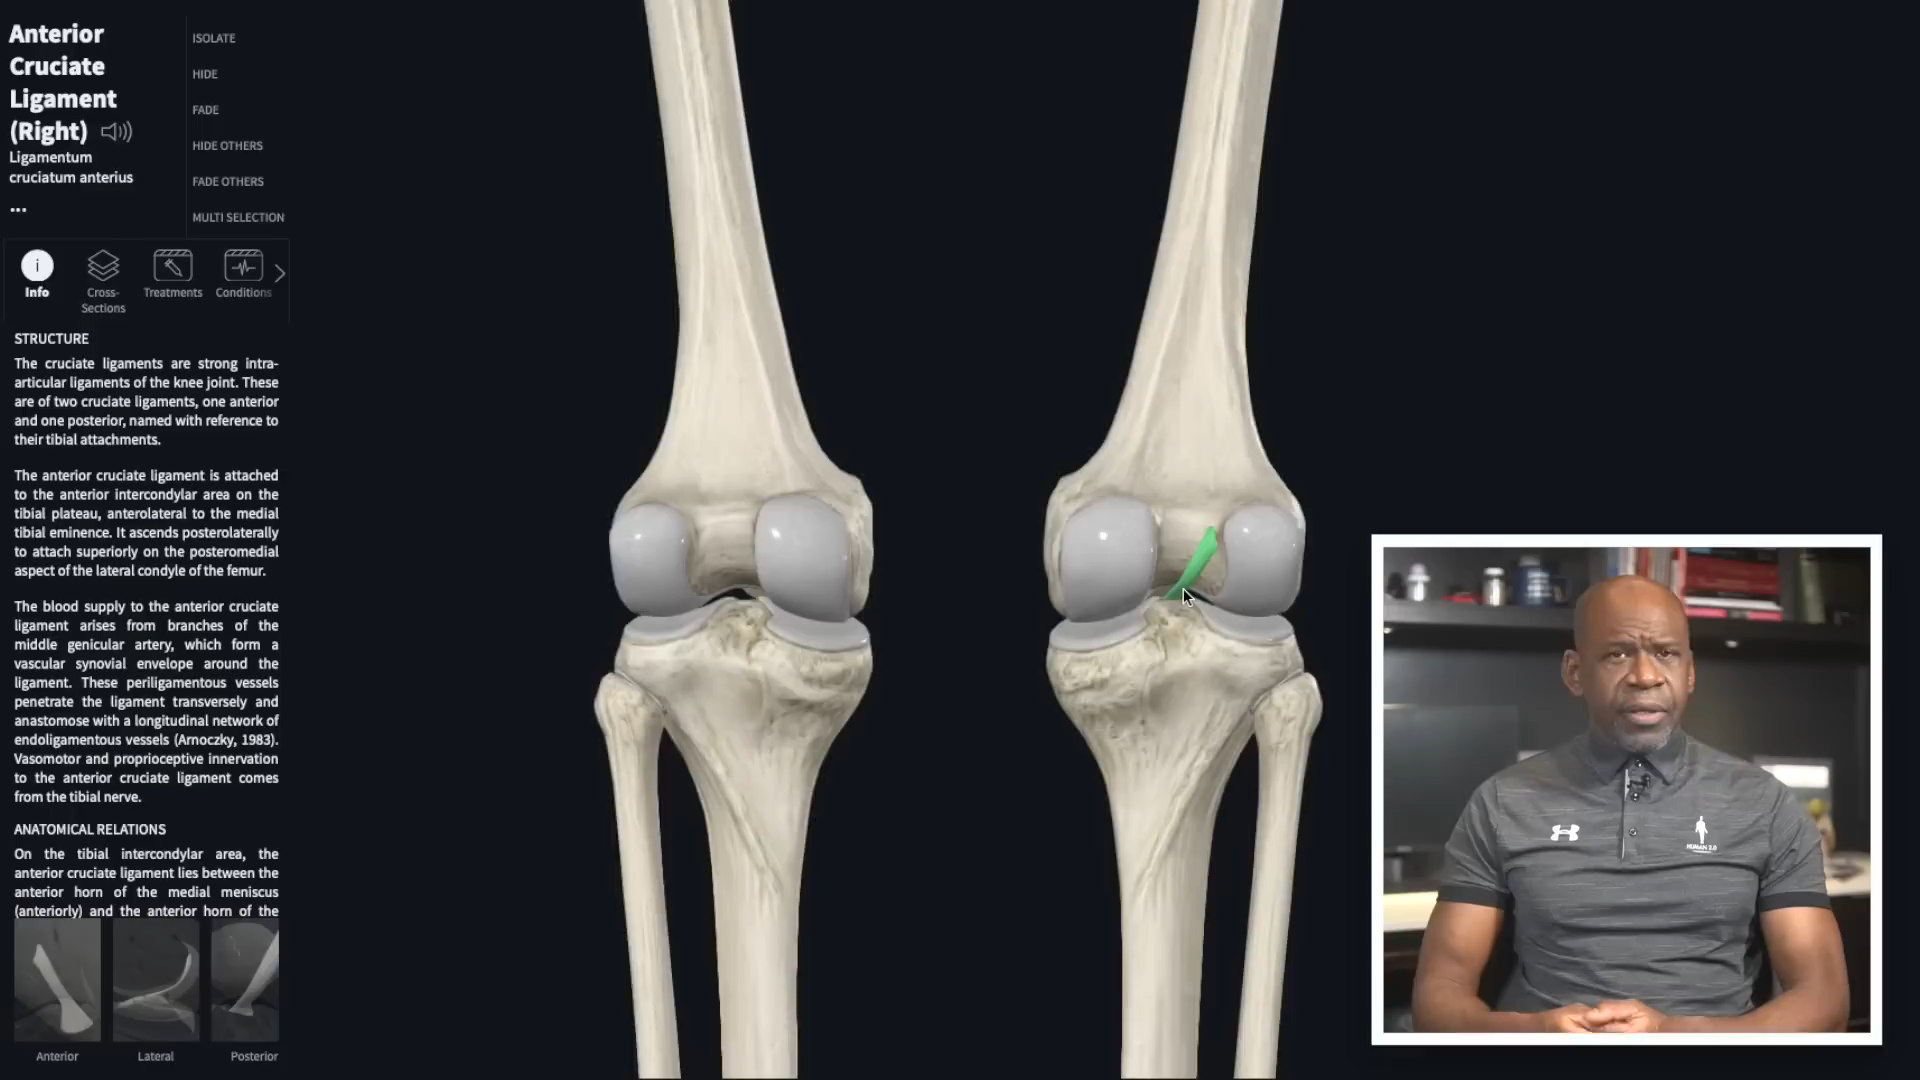 Anterior
Cruciate
Ligament
(Right)
Ligamentum
cruciatum anterius
...
ISOLATE
HIDE
FADE
HIDE OTHERS
FADE OTHERS
MULTI SELECTION
i
Info
Cross-
Sections
Treatments
Conditions
STRUCTURE
The cruciate ligaments are strong intra-
articular ligaments of the knee joint. These
are of two cruciate ligaments, one anterior
and one posterior, named with reference to
their tibial attachments.
The anterior cruciate ligament is attached
to the anterior intercondylar area on the
tibial plateau, anterolateral to the medial
tibial eminence. It ascends posterolaterally
to attach superiorly on the posteromedial
aspect of the lateral condyle of the femur.
The blood supply to the anterior cruciate
ligament arises from branches of the
middle genicular artery, which form a
vascular synovial envelope around the
ligament. These periligamentous vessels
penetrate the ligament transversely and
anastomose with a longitudinal network of
endoligamentous vessels (Arnoczky, 1983).
Vasomotor and proprioceptive innervation
to the anterior cruciate ligament comes
from the tibial nerve.
ANATOMICAL RELATIONS
On the tibial intercondylar area, the
anterior cruciate ligament lies between the
anterior horn of the medial meniscus
(anteriorly) and the anterior horn of the
Anterior
Lateral
Posterior
HUMAN 2.0